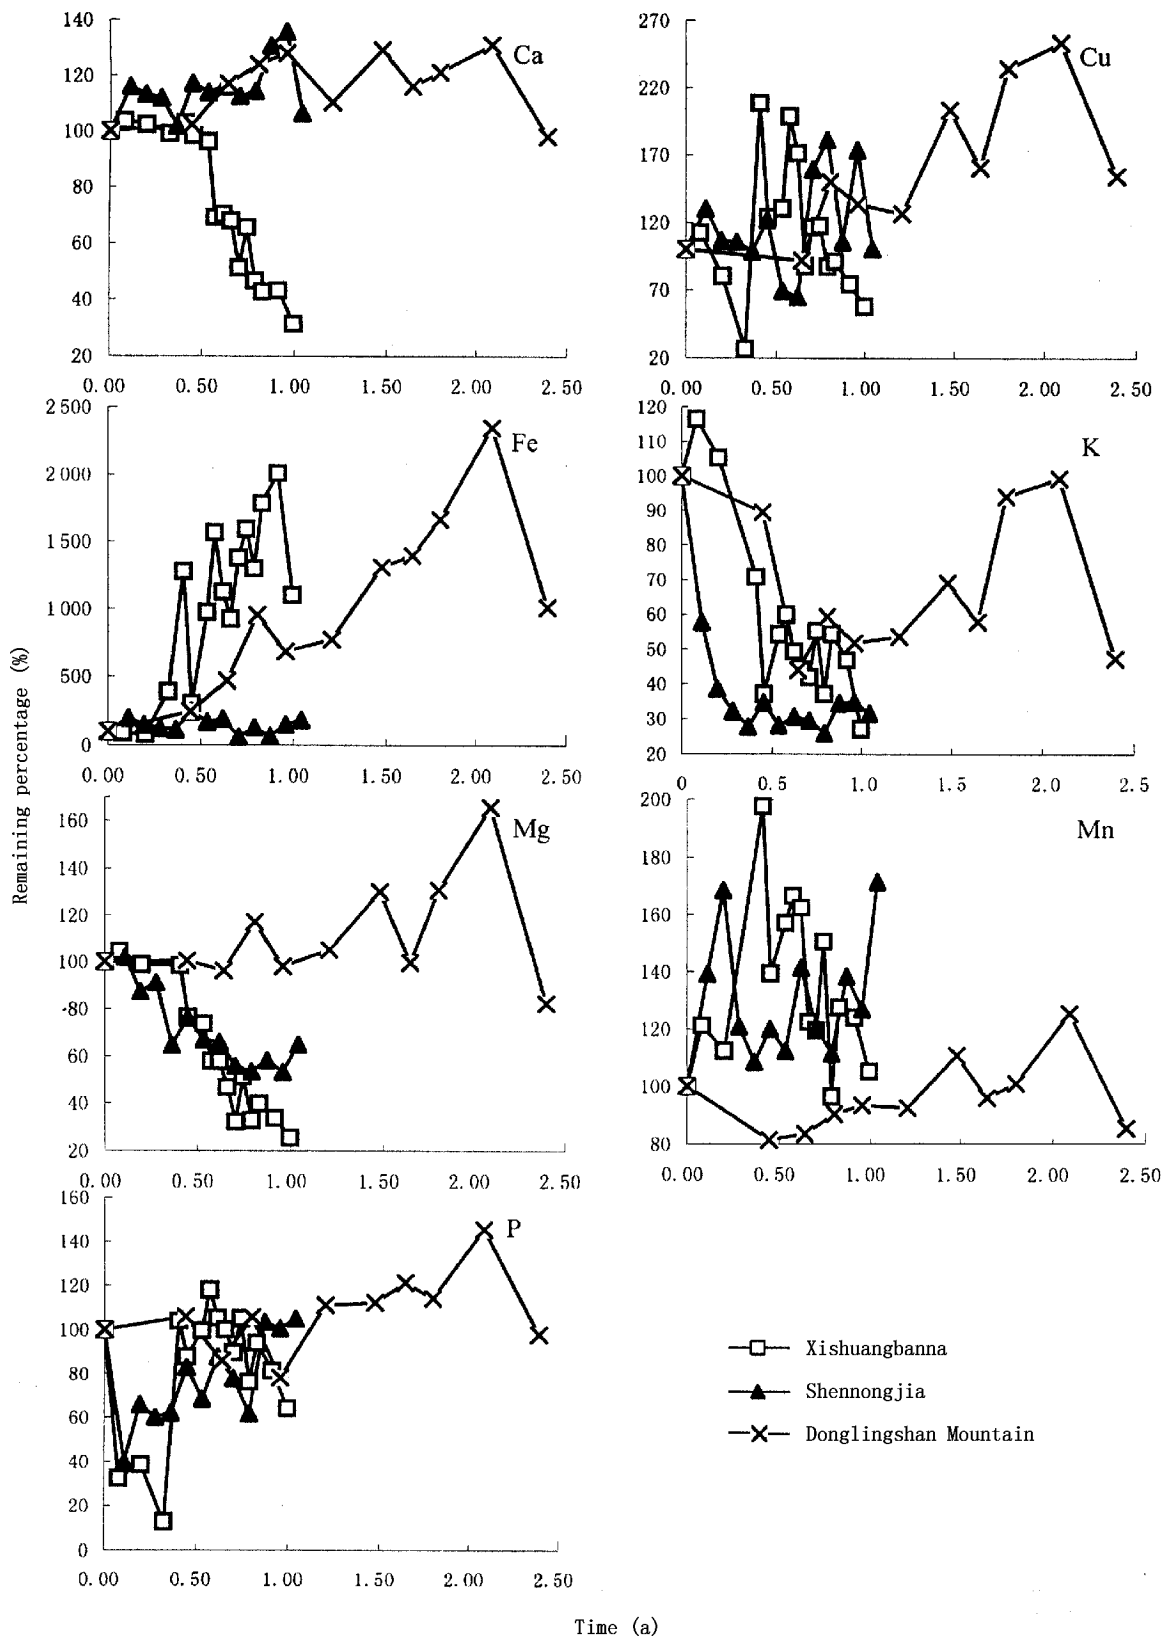 140
120
100
80
60
40
20
Ca
0.00 0.50 1.00 1.50 2.00 2.50
270
220
170
120
70
20
Cu
0.00 0.50 1.00 1.50 2.00 2.50
2 500
2 000
1 500
1 000
500
0
Fe
0.00 0.50 1.00 1.50 2.00 2.50
120
110
100
90
80
70
60
50
40
30
20
K
0 0.5 1.0 1.5 2.0 2.5
Remaining percentage (%)
160
140
120
100
-80
60
40
20
Mg
0.00 0.50 1.00 1.50 2.00 2.50
200
180
160
140
120
100
80
Mn
0.00 0.50 1.00 1.50 2.00 2.50
160
140
120
100
80
60
40
20
0
P
0.00 0.50 1.00 1.50 2.00 2.50
Xishuangbanna
Shennongjia
Donglingshan Mountain
Time (a)